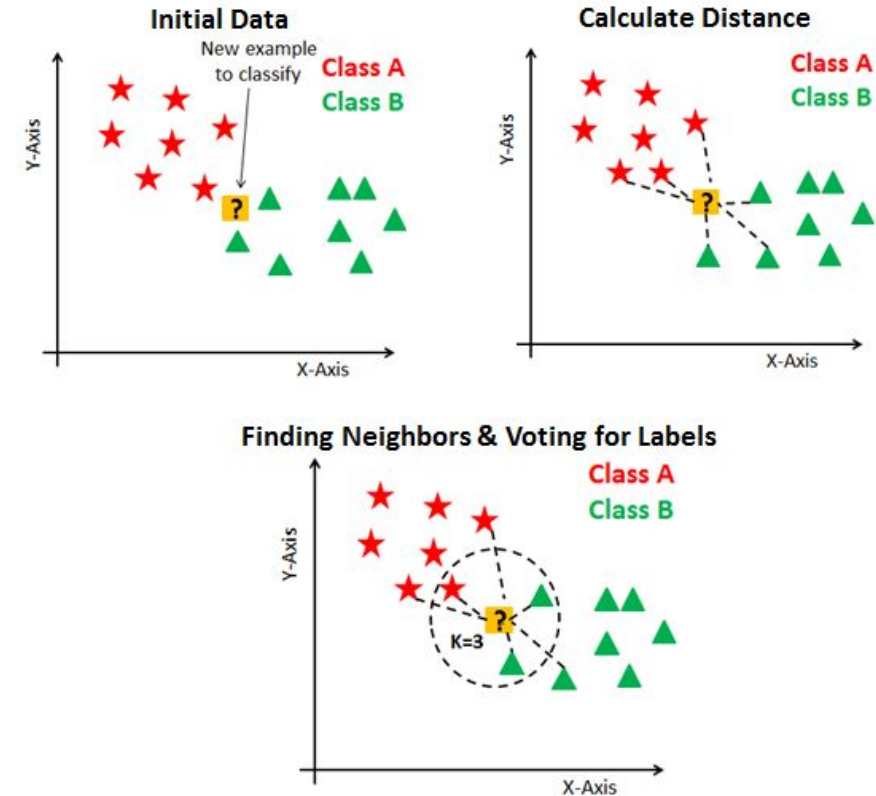 Initial Data
New example
to classify
Class A
Class B
Y-Axis
?
X-Axis
Calculate Distance
Class A
Class B
Y-Axis
?
X-Axis
Finding Neighbors & Voting for Labels
Class A
Class B
Y-Axis
?
K=3
X-Axis